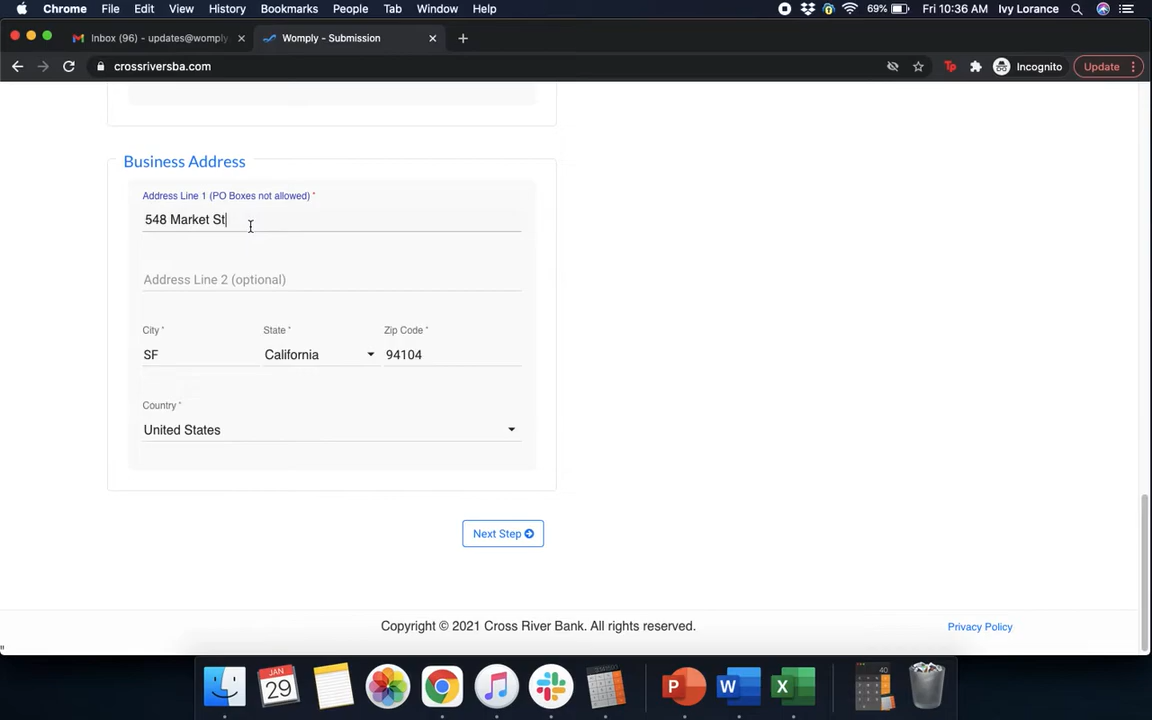 Chrome File Edit View History Bookmarks People Tab Window Help 69% Fri 10:36 AM Ivy Lorance
Inbox (96) - updates@womply. Womply - Submission
crossriversba.com Incognito Update
Business Address
Address Line 1 (PO Boxes not allowed) *
548 Market St
Address Line 2 (optional)
City * State * Zip Code *
SF California 94104
Country *
United States
Next Step
Copyright © 2021 Cross River Bank. All rights reserved. Privacy Policy
"
JAN
29
P W X 40